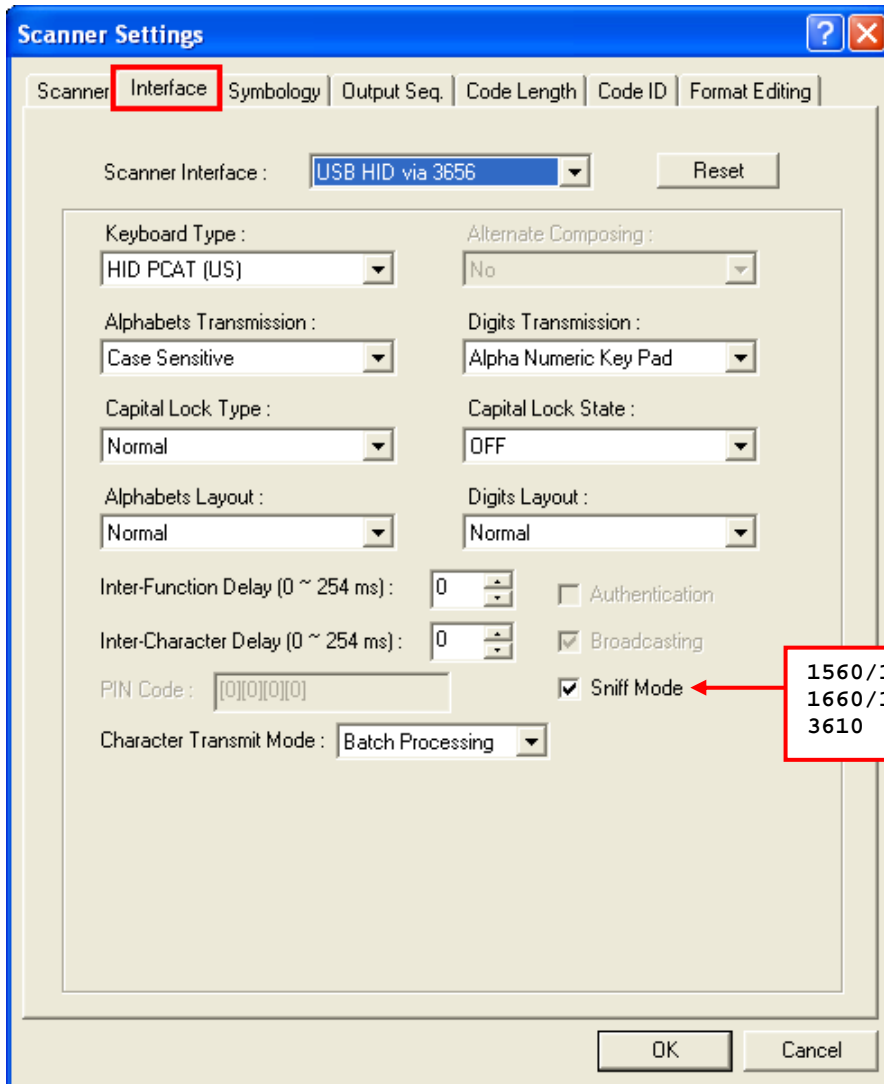 Scanner Settings
Scanner Interface Symbology Output Seq. Code Length Code ID Format Editing
Scanner Interface : USB HID via 3656 Reset
Keyboard Type : Alternate Composing :
HID PCAT (US) No
Alphabets Transmission : Digits Transmission :
Case Sensitive Alpha Numeric Key Pad
Capital Lock Type : Capital Lock State :
Normal OFF
Alphabets Layout : Digits Layout :
Normal Normal
Inter-Function Delay (0 ~ 254 ms) : 0 Authentication
Inter-Character Delay (0 ~ 254 ms) : 0 Broadcasting
PIN Code : [0][0][0][0] Sniff Mode
1560/1
1660/1
3610
Character Transmit Mode : Batch Processing
OK Cancel